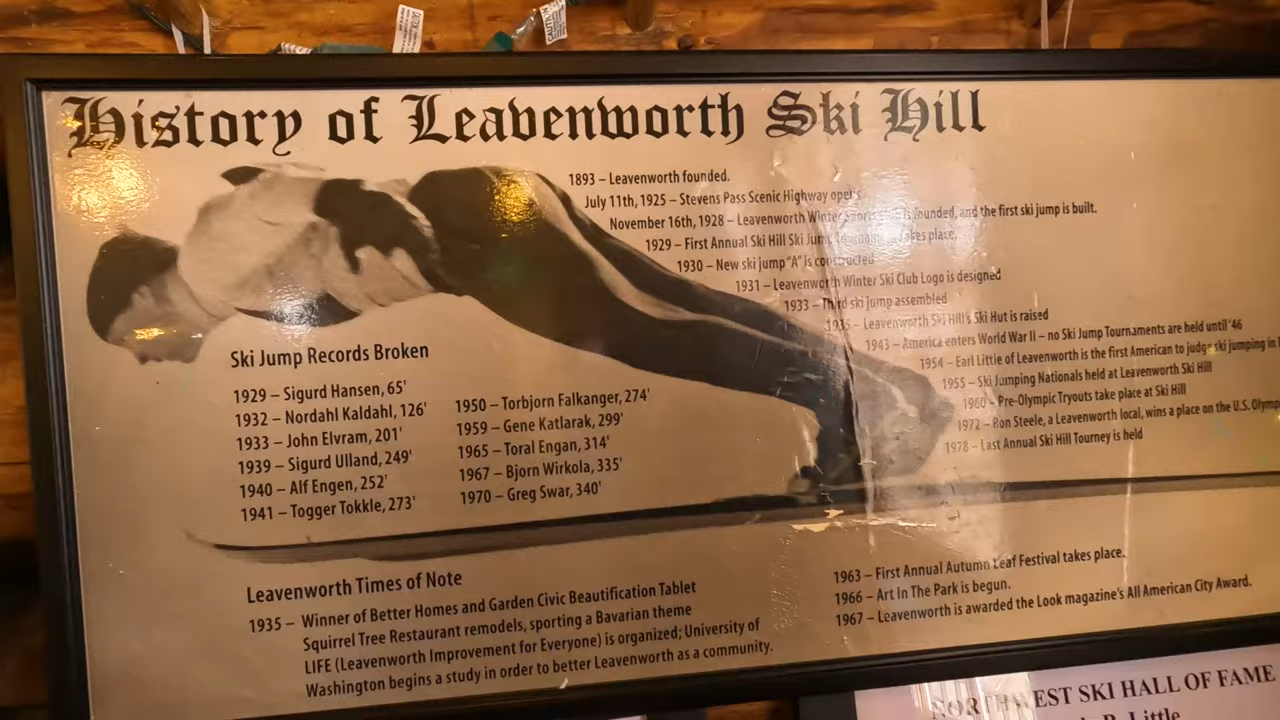 CAUTION
History of Leavenworth Ski Hill
1893 – Leavenworth founded.
July 11th, 1925 – Stevens Pass Scenic Highway opens
November 16th, 1928 – Leavenworth Winter Sports Club is founded, and the first ski jump is built.
1929 – First Annual Ski Hill Ski Jump takes place.
1930 – New ski jump "A" is constructed
1931 – Leavenworth Winter Ski Club Logo is designed
1933 – Third ski jump assembled
1935 – Leavenworth Ski Hill's Ski Hut is raised
1943 – America enters World War II – no Ski Jump Tournaments are held until '46
1954 – Earl Little of Leavenworth is the first American to judge ski jumping in
1955 – Ski Jumping Nationals held at Leavenworth Ski Hill
1960 – Pre-Olympic Tryouts take place at Ski Hill
1972 – Ron Steele, a Leavenworth local, wins a place on the U.S. Olymp
1978 – Last Annual Ski Hill Tourney is held
Ski Jump Records Broken
1929 – Sigurd Hansen, 65'
1932 – Nordahl Kaldahl, 126'
1933 – John Elvram, 201'
1939 – Sigurd Ulland, 249'
1940 – Alf Engen, 252'
1941 – Togger Tokkle, 273'
1950 – Torbjorn Falkanger, 274'
1959 – Gene Katlarak, 299'
1965 – Toral Engan, 314'
1967 – Bjorn Wirkola, 335'
1970 – Greg Swar, 340'
Leavenworth Times of Note
1935 – Winner of Better Homes and Garden Civic Beautification Tablet
Squirrel Tree Restaurant remodels, sporting a Bavarian theme
LIFE (Leavenworth Improvement for Everyone) is organized; University of
Washington begins a study in order to better Leavenworth as a community.
1963 – First Annual Autumn Leaf Festival takes place.
1966 – Art In The Park is begun.
1967 – Leavenworth is awarded the Look magazine's All American City Award.
NORTHWEST SKI HALL OF FAME
B. Little